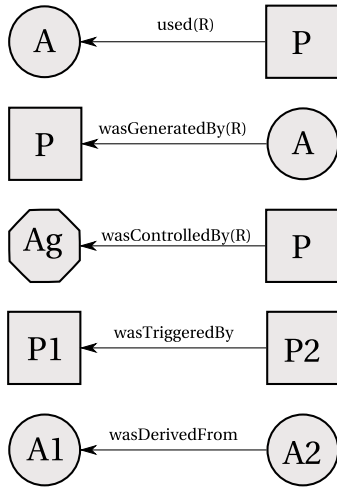 A used(R) P
P wasGeneratedBy(R) A
Ag wasControlledBy(R) P
P1 wasTriggeredBy P2
A1 wasDerivedFrom A2